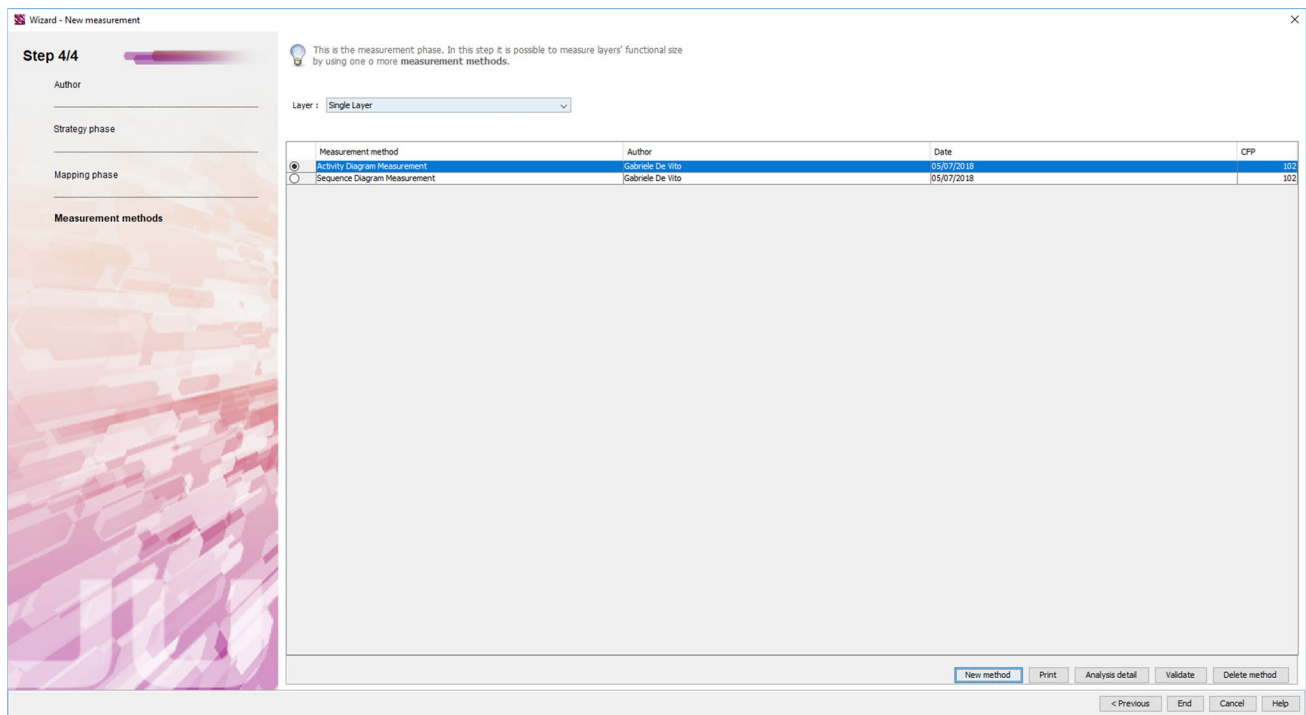 Wizard - New measurement
Step 4/4
Author
Strategy phase
Mapping phase
Measurement methods
This is the measurement phase. In this step it is possible to measure layers' functional size
by using one o more measurement methods.
Layer : Single Layer
Measurement method Author Date CFP
Activity Diagram Measurement Gabriele De Vito 05/07/2018 102
Sequence Diagram Measurement Gabriele De Vito 05/07/2018 102
New method Print Analysis detail Validate Delete method
< Previous End Cancel Help